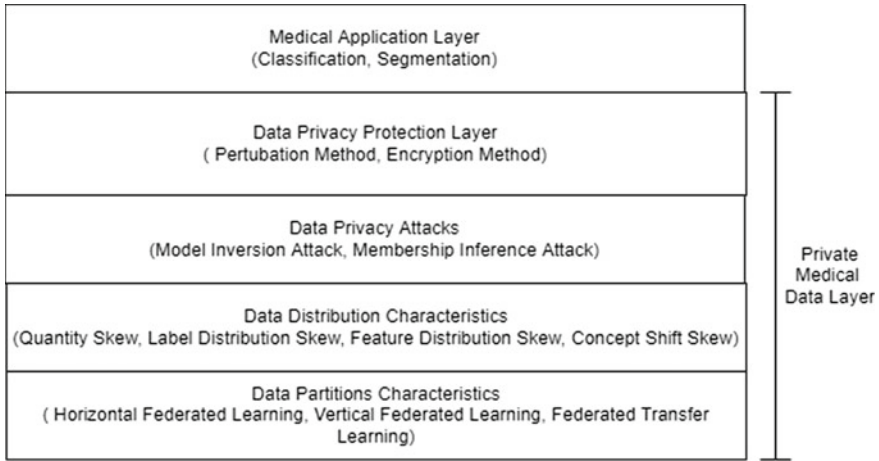 Medical Application Layer
(Classification, Segmentation)
Data Privacy Protection Layer
( Pertubation Method, Encryption Method)
Data Privacy Attacks
(Model Inversion Attack, Membership Inference Attack)
Data Distribution Characteristics
(Quantity Skew, Label Distribution Skew, Feature Distribution Skew, Concept Shift Skew)
Data Partitions Characteristics
( Horizontal Federated Learning, Vertical Federated Learning, Federated Transfer
Learning)
Private
Medical
Data Layer